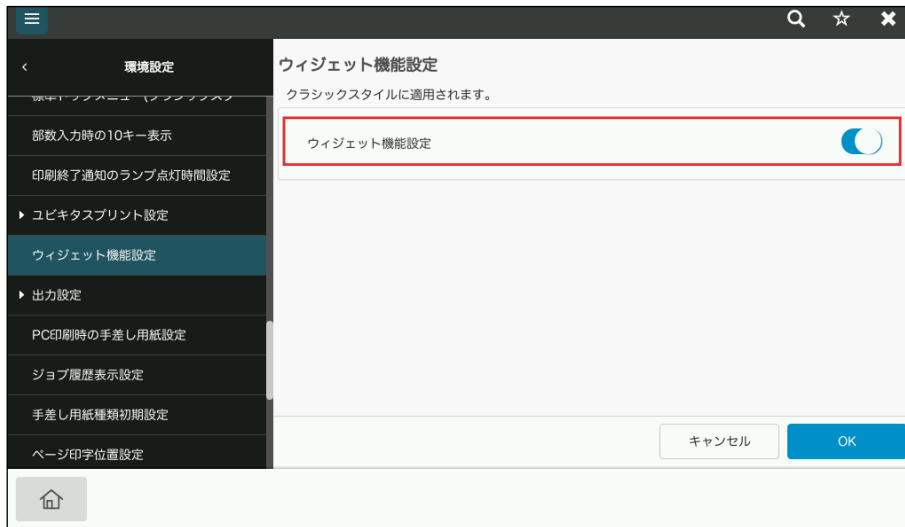 環境設定
部数入力時の10キー表示
印刷終了通知のランプ点灯時間設定
ユビキタスプリント設定
ウィジェット機能設定
出力設定
PC印刷時の手差し用紙設定
ジョブ履歴表示設定
手差し用紙種類初期設定
ページ印字位置設定
ウィジェット機能設定
クラシックスタイルに適用されます。
ウィジェット機能設定
キャンセル
OK